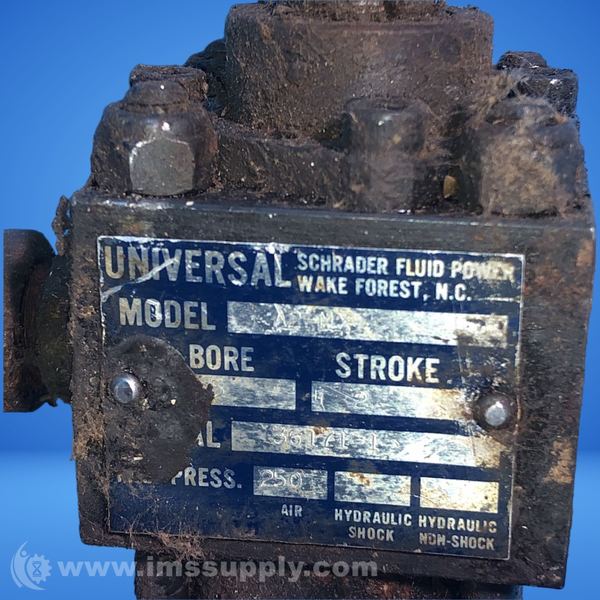 UNIVERSAL SCHRADER FLUID POWER
WAKE FOREST, N.C.
MODEL
BORE STROKE
PRESS. 250
AIR HYDRAULIC SHOCK HYDRAULIC NON-SHOCK
www.imssupply.com